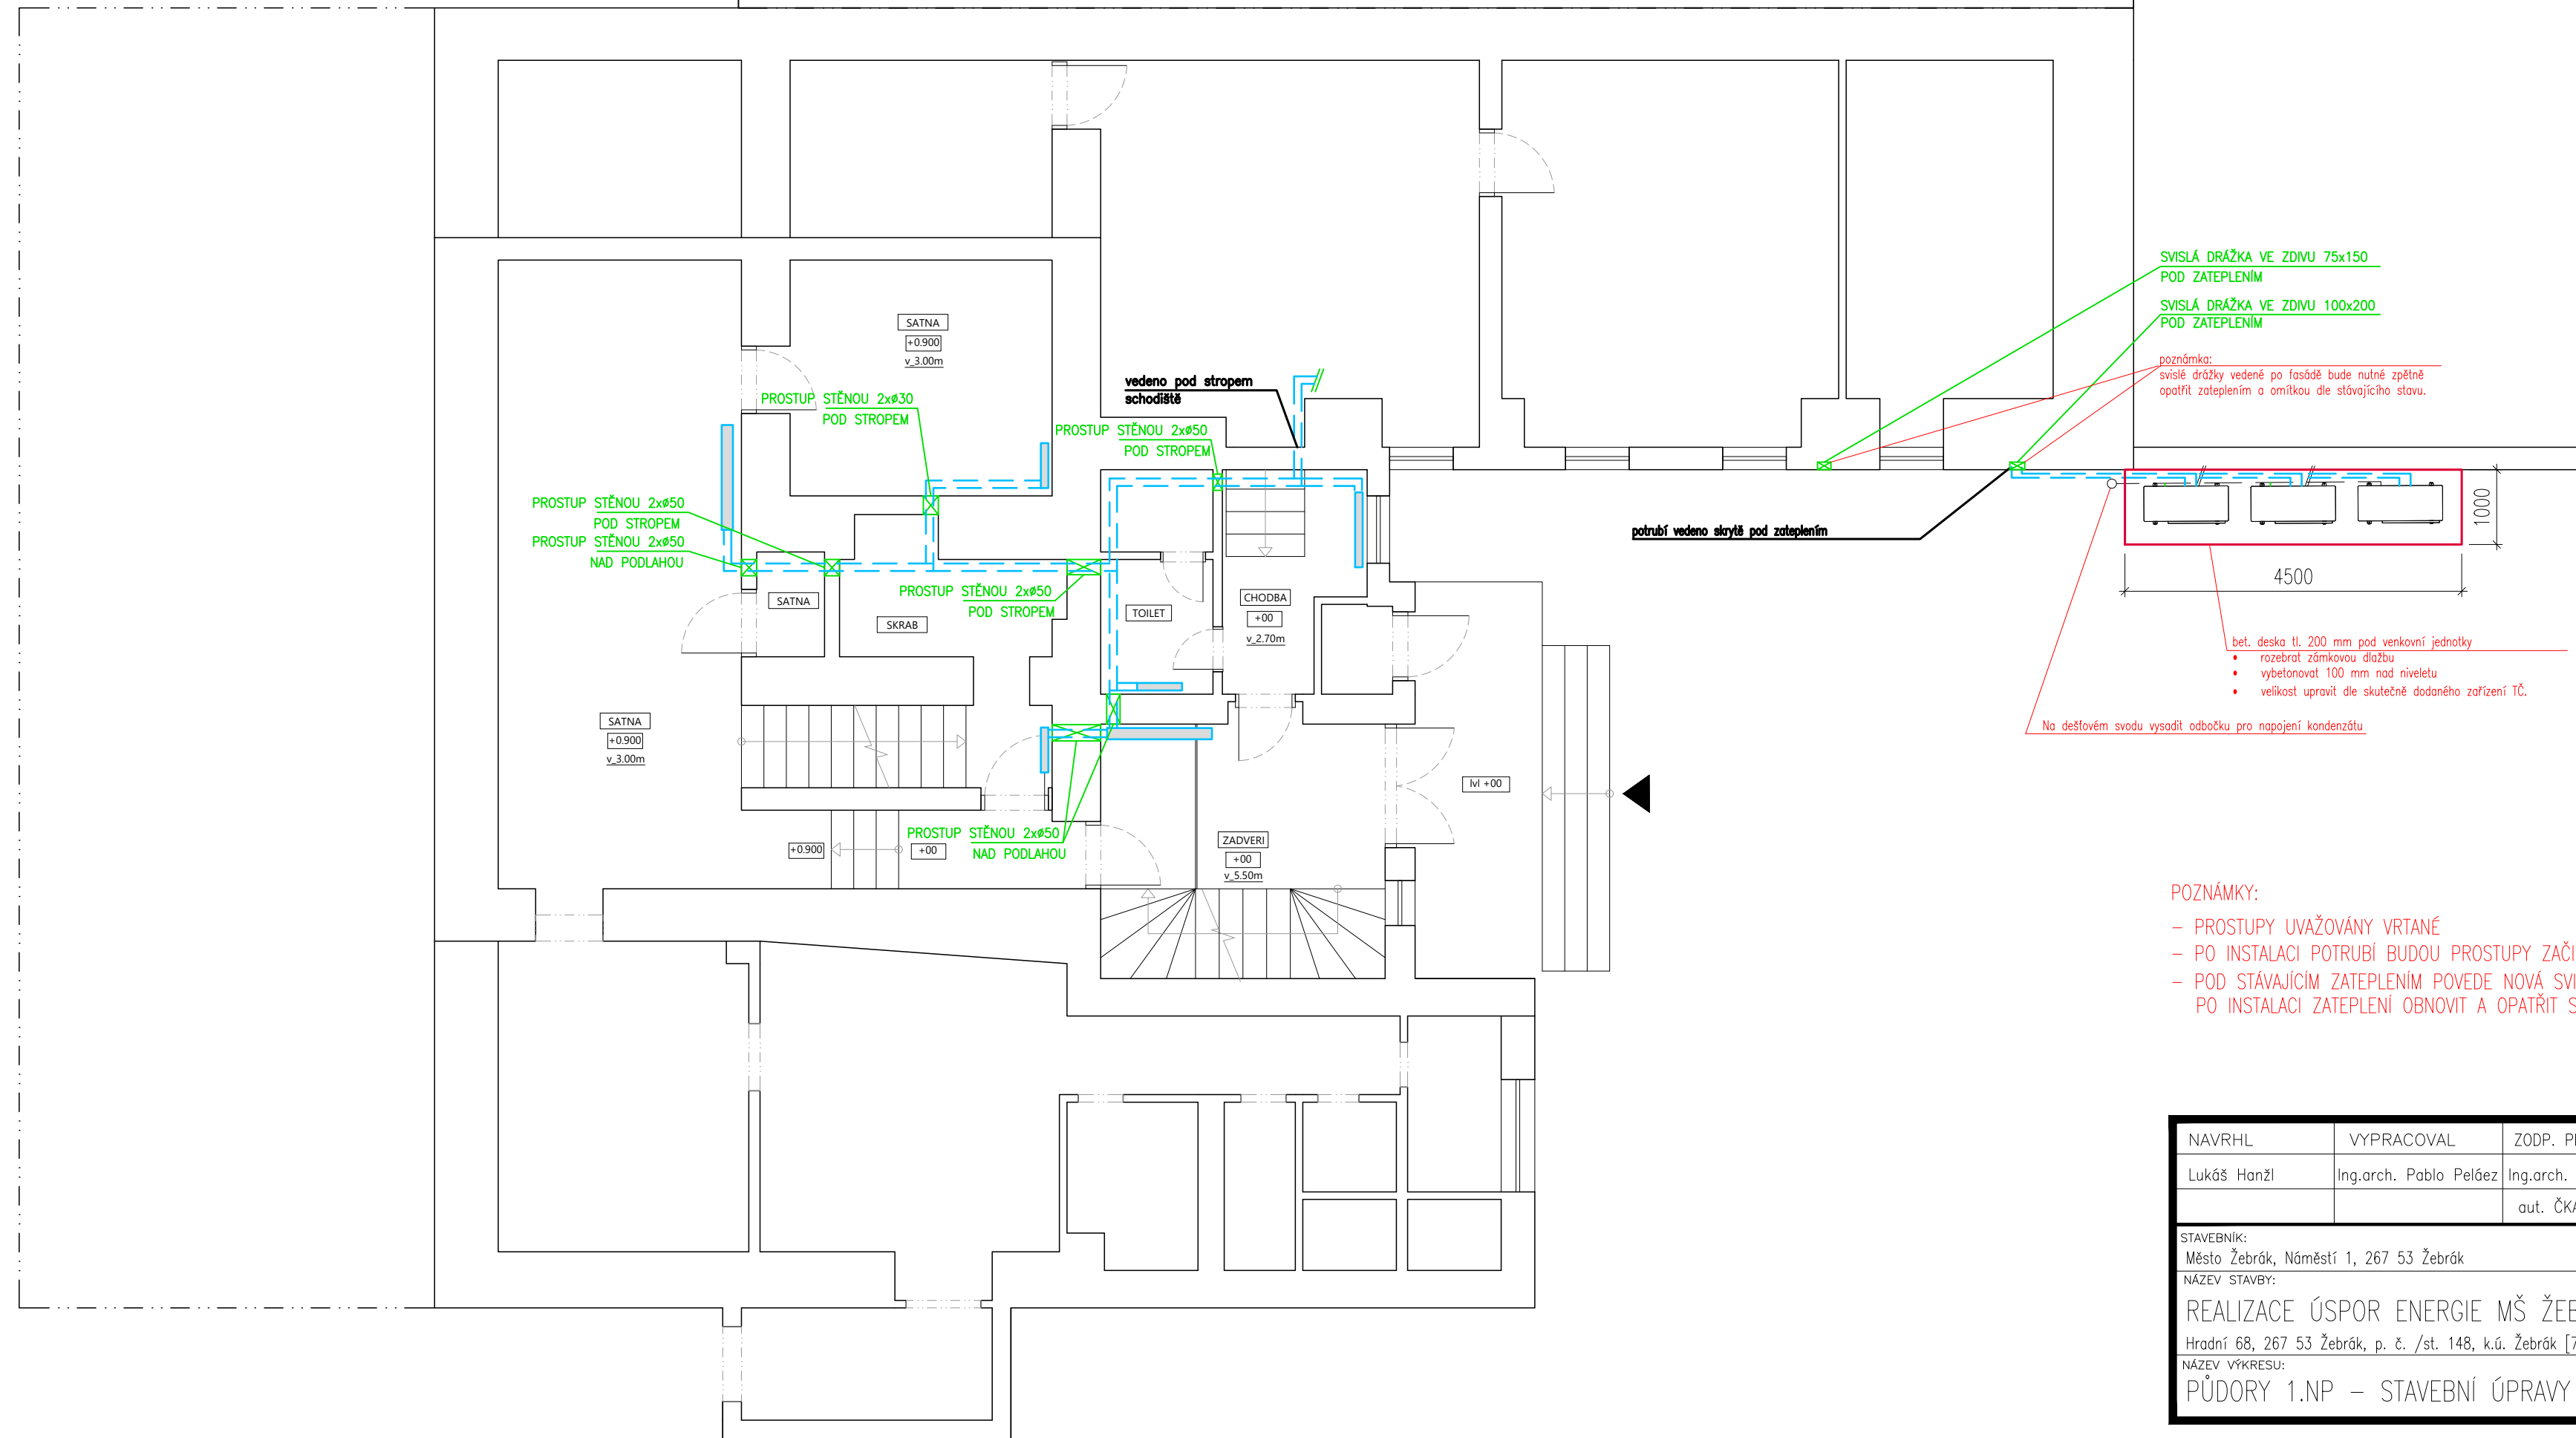 SVISLÁ DRÁŽKA VE ZDIVU 75x150
POD ZATEPLENÍM
SVISLÁ DRÁŽKA VE ZDIVU 100x200
POD ZATEPLENÍM
poznámka:
svislé drážky vedené po fasádě bude nutné zpětně
opatřit zateplením a omítkou dle stávajícího stavu.
SATNA
+0.900
v_3.00m
vedeno pod stropem
schodiště
PROSTUP STĚNOU 2xø30
POD STROPEM
PROSTUP STĚNOU 2xø50
POD STROPEM
PROSTUP STĚNOU 2xø50
POD STROPEM
PROSTUP STĚNOU 2xø50
NAD PODLAHOU
potrubí vedeno skrytě pod zateplením
1000
4500
PROSTUP STĚNOU 2xø50
POD STROPEM
SATNA
SKRAB
TOILET
CHODBA
+00
v_2.70m
bet. deska tl. 200 mm pod venkovní jednotky
• rozebrat zámkovou dlažbu
• vybetonovat 100 mm nad niveletu
• velikost upravit dle skutečně dodaného zařízení TČ.
Na dešťovém svodu vysadit odbočku pro napojení kondenzátu
SATNA
+0.900
v_3.00m
lvl +00
PROSTUP STĚNOU 2xø50
NAD PODLAHOU
+0.900
+00
ZADVERI
+00
v_5.50m
POZNÁMKY:
– PROSTUPY UVAŽOVÁNY VRTANÉ
– PO INSTALACI POTRUBÍ BUDOU PROSTUPY ZAČI
– POD STÁVAJÍCÍM ZATEPLENÍM POVEDE NOVÁ SVI
PO INSTALACI ZATEPLENÍ OBNOVIT A OPATŘIT S
NAVRHL VYPRACOVAL ZODP. P
Lukáš Hanžl Ing.arch. Pablo Peláez Ing.arch.
aut. ČKA
STAVEBNÍK:
Město Žebrák, Náměstí 1, 267 53 Žebrák
NÁZEV STAVBY:
REALIZACE ÚSPOR ENERGIE MŠ ŽEB
Hradní 68, 267 53 Žebrák, p. č. /st. 148, k.ú. Žebrák [7
NÁZEV VÝKRESU:
PŮDORY 1.NP – STAVEBNÍ ÚPRAVY